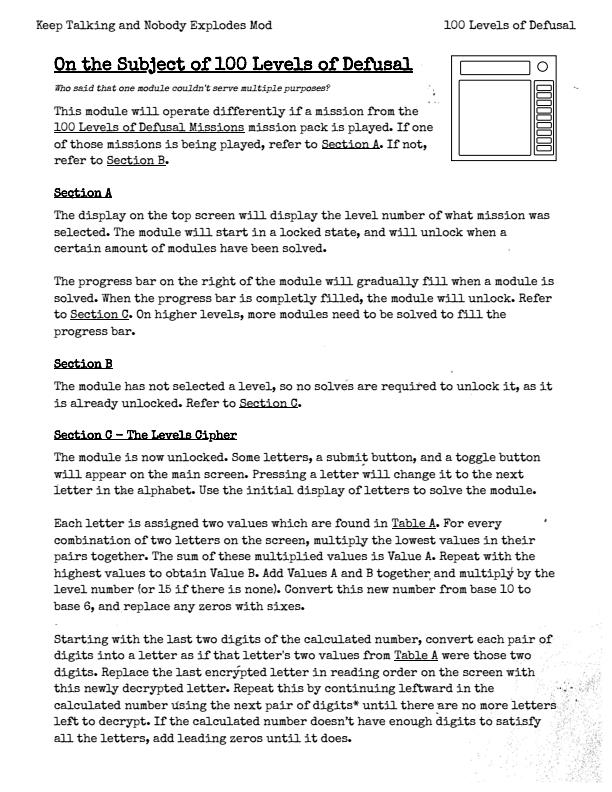 Keep Talking and Nobody Explodes Mod
100 Levels of Defusal
On the Subject of 100 Levels of Defusal
Who said that one module couldn't serve multiple purposes?
This module will operate differently if a mission from the
100 Levels of Defusal Missions mission pack is played. If one
of those missions is being played, refer to Section A. If not,
refer to Section B.
Section A
The display on the top screen will display the level number of what mission was
selected. The module will start in a locked state, and will unlock when a
certain amount of modules have been solved.
The progress bar on the right of the module will gradually fill when a module is
solved. When the progress bar is completly filled, the module will unlock. Refer
to Section C. On higher levels, more modules need to be solved to fill the
progress bar.
Section B
The module has not selected a level, so no solves are required to unlock it, as it
is already unlocked. Refer to Section C.
Section C - The Levels Cipher
The module is now unlocked. Some letters, a submit button, and a toggle button
will appear on the main screen. Pressing a letter will change it to the next
letter in the alphabet. Use the initial display of letters to solve the module.
Each letter is assigned two values which are found in Table A. For every
combination of two letters on the screen, multiply the lowest values in their
pairs together. The sum of these multiplied values is Value A. Repeat with the
highest values to obtain Value B. Add Values A and B together and multiply by the
level number (or 15 if there is none). Convert this new number from base 10 to
base 6, and replace any zeros with sixes.
Starting with the last two digits of the calculated number, convert each pair of
digits into a letter as if that letter's two values from Table A were those two
digits. Replace the last encrypted letter in reading order on the screen with
this newly decrypted letter. Repeat this by continuing leftward in the
calculated number using the next pair of digits* until there are no more letters
left to decrypt. If the calculated number doesn't have enough digits to satisfy
all the letters, add leading zeros until it does.